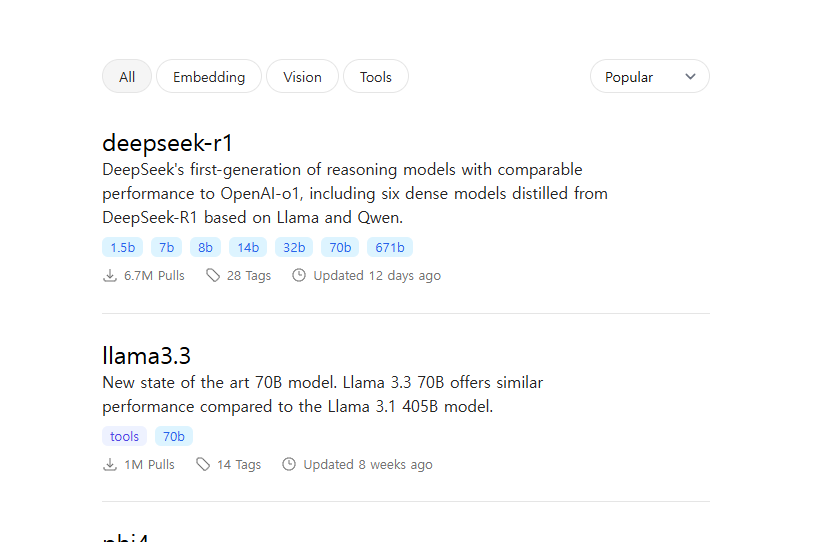 All Embedding Vision Tools Popular
deepseek-r1
DeepSeek's first-generation of reasoning models with comparable
performance to OpenAI-o1, including six dense models distilled from
DeepSeek-R1 based on Llama and Qwen.
1.5b 7b 8b 14b 32b 70b 671b
6.7M Pulls 28 Tags Updated 12 days ago
llama3.3
New state of the art 70B model. Llama 3.3 70B offers similar
performance compared to the Llama 3.1 405B model.
tools 70b
1M Pulls 14 Tags Updated 8 weeks ago
phi4